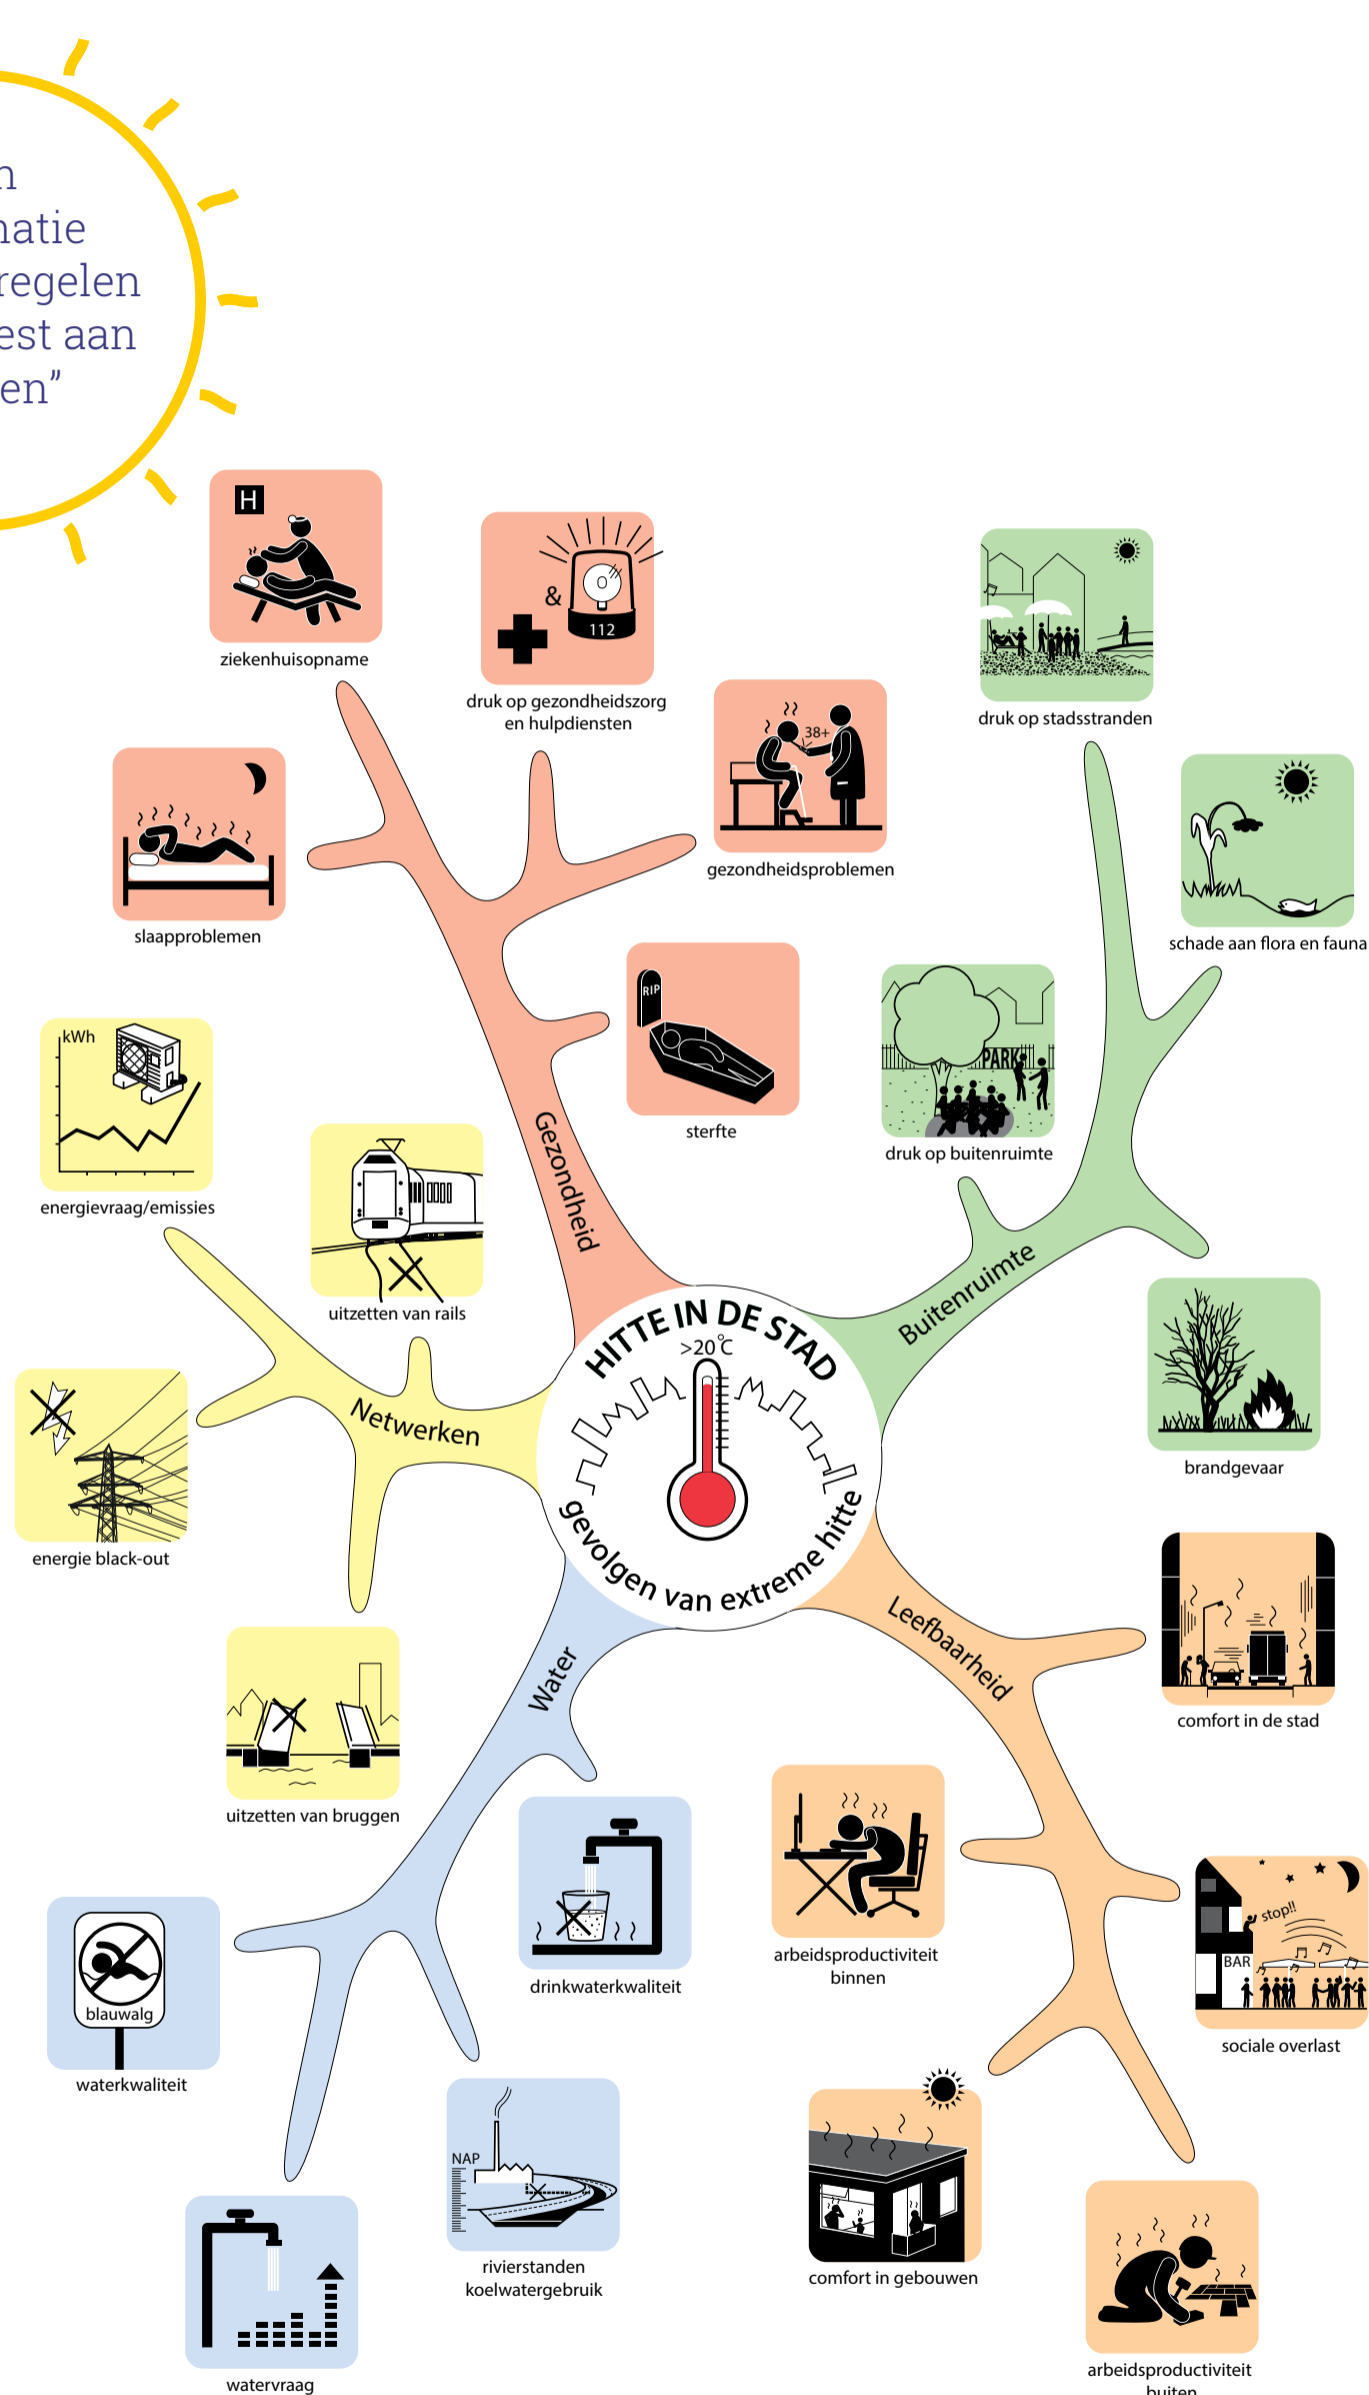 en”
est aan
H
&
112
ziekenhuisopname
druk op gezondheidszorg
en hulpdiensten
38+
gezondheidsproblemen
druk op stadsstranden
slaapproblemen
schade aan flora en fauna
RIP
sterfte
PARK
druk op buitenruimte
kWh
energievraag/emissies
uitzetten van rails
Gezondheid
Buitenruimte
brandgevaar
Netwerken
HITTE IN DE STAD
>20°C
gevolgen van extreme hitte
energie black-out
Leefbaarheid
comfort in de stad
Water
uitzetten van bruggen
drinkwaterkwaliteit
arbeidsproductiviteit
binnen
stop!!
BAR
sociale overlast
blauwalg
waterkwaliteit
NAP
rivierstanden
koelwatergebruik
comfort in gebouwen
watervraag
arbeidsproductiviteit
buiten